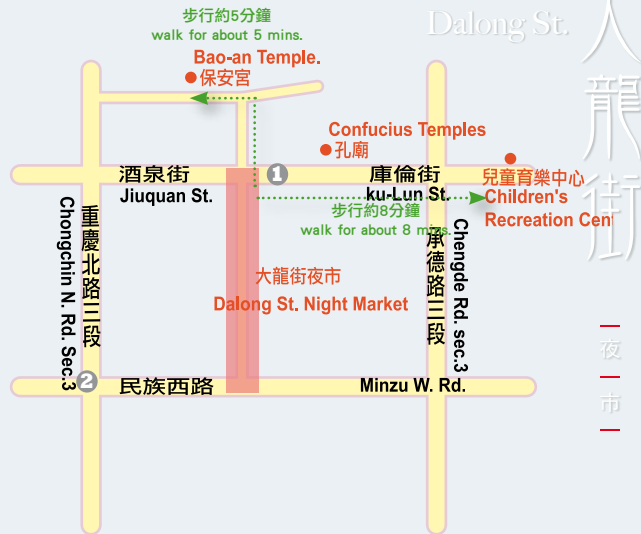 步行約5分鐘
walk for about 5 mins.
Dalong St.
大龍街
Bao-an Temple.
保安宮
Confucius Temples
孔廟
酒泉街
1
庫倫街
兒童育樂中心
Jiuquan St.
ku-Lun St.
Children's
Recreation Cen
步行約8分鐘
walk for about 8 mins.
重慶北路三段
Chongchin N. Rd. Sec.3
承德路三段
Chengde Rd. sec.3
大龍街夜市
Dalong St. Night Market
夜
市
2
民族西路
Minzu W. Rd.